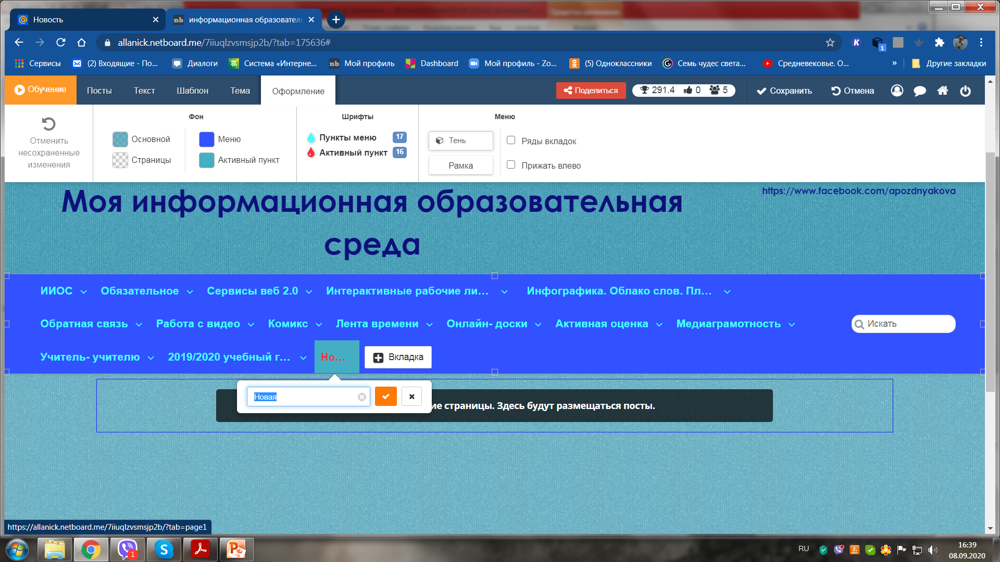 Новость
информационная образовател
allanick.netboard.me/7iiuqlzvsmsjp2b/?tab=175636#
1
Сервисы
(2) Входящие - По...
Диалоги
Система «Интерне...
nb Мой профиль
Dashboard
Мой профиль - Zo...
(5) Одноклассники
Семь чудес света...
Средневековье. О...
»
Другие закладки
Обучение
Посты
Текст
Шаблон
Тема
Оформление
Поделиться
291.4
0
5
Сохранить
Отмена
Отменить
несохраненные
изменения
Фон
Основной
Страницы
Меню
Активный пункт
Шрифты
Пункты меню 17
Активный пункт 16
Меню
Тень
Рамка
Ряды вкладок
Прижать влево
Моя информационная образовательная
среда
https://www.facebook.com/apozdnyakova
ИИОС
Обязательное
Сервисы веб 2.0
Интерактивные рабочие ли...
Инфографика. Облако слов. Пл...
Обратная связь
Работа с видео
Комикс
Лента времени
Онлайн- доски
Активная оценка
Медиаграмотность
Искать
Учитель- учителю
2019/2020 учебный г...
Но...
Вкладка
Новая
ие страницы. Здесь будут размещаться посты.
https://allanick.netboard.me/7iiuqlzvsmsjp2b/?tab=page1
1
RU
16:39
08.09.2020